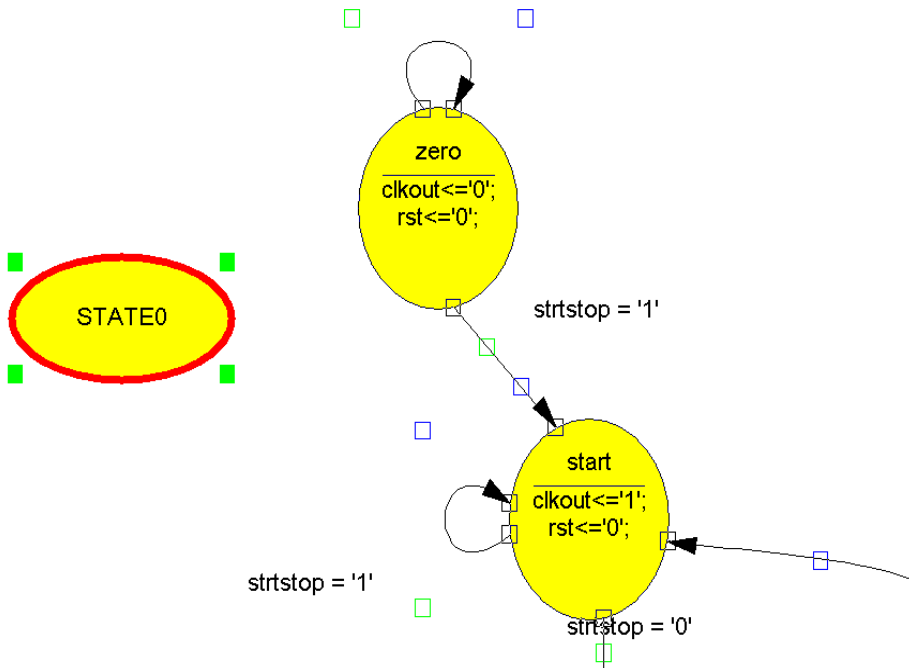 zero
clkout<='0';
rst<='0';
strtstop = '1'
STATE0
start
clkout<='1';
rst<='0';
strtstop = '1'
strtstop = '0'